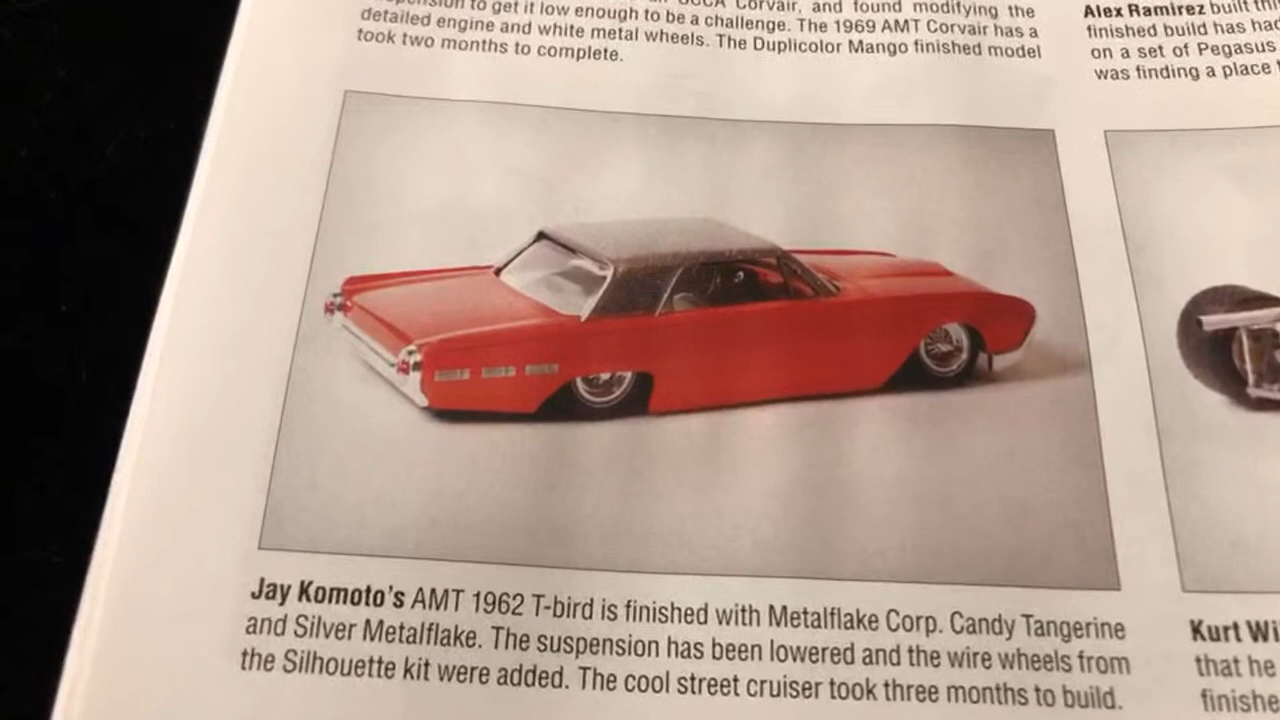 to get it low enough to be a challenge. The 1969 AMT Corvair has a
detailed engine and white metal wheels. The Duplicolor Mango finished model
took two months to complete.
Alex Ramirez built
finished build has had
on a set of Pegasus
was finding a place
Jay Komoto's AMT 1962 T-bird is finished with Metalflake Corp. Candy Tangerine
and Silver Metalflake. The suspension has been lowered and the wire wheels from
the Silhouette kit were added. The cool street cruiser took three months to build.
Kurt Wi
that he
finishe